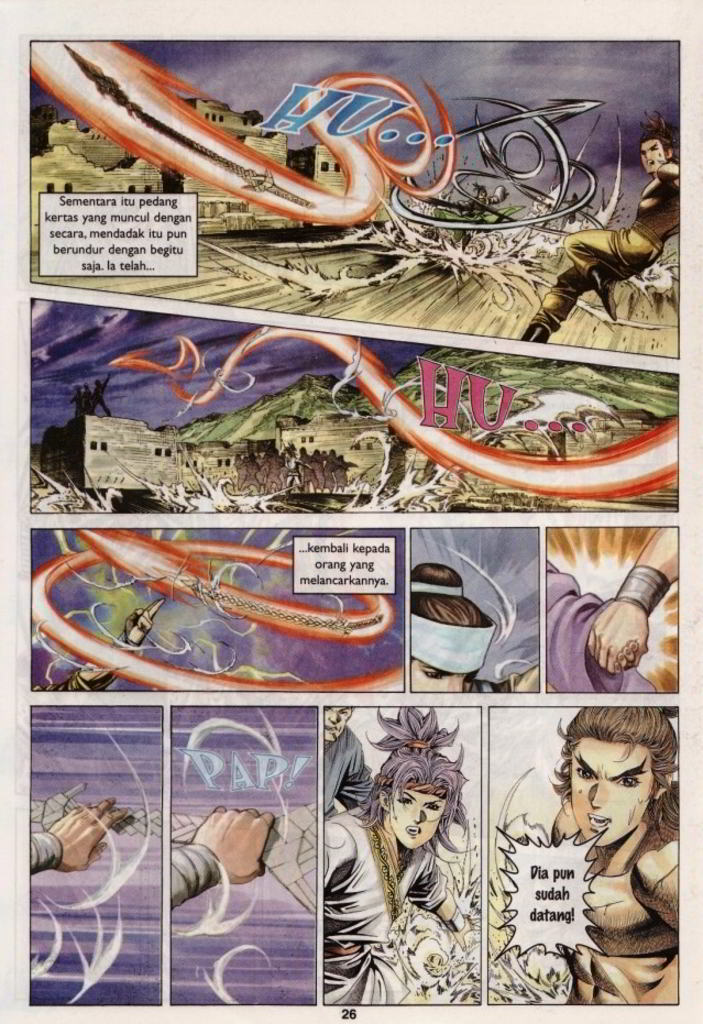 HU...
Sementara itu pedang
kertas yang muncul dengan
secara, mendadak itu pun
berundur dengan begitu
saja. Ia telah...
HU...
...kembali kepada
orang yang
melancarkannya.
PAP!
Dia pun
sudah
datang!
26